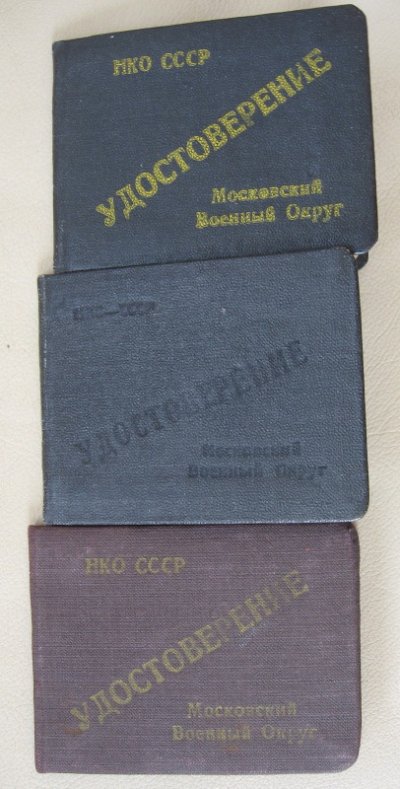 НКО СССР
УДОСТОВЕРЕНИЕ
Московский
Военный Округ
НКО—СССР
УДОСТОВЕРЕНИЕ
Московский
Военный Округ
НКО СССР
УДОСТОВЕРЕНИЕ
Московский
Военный Округ